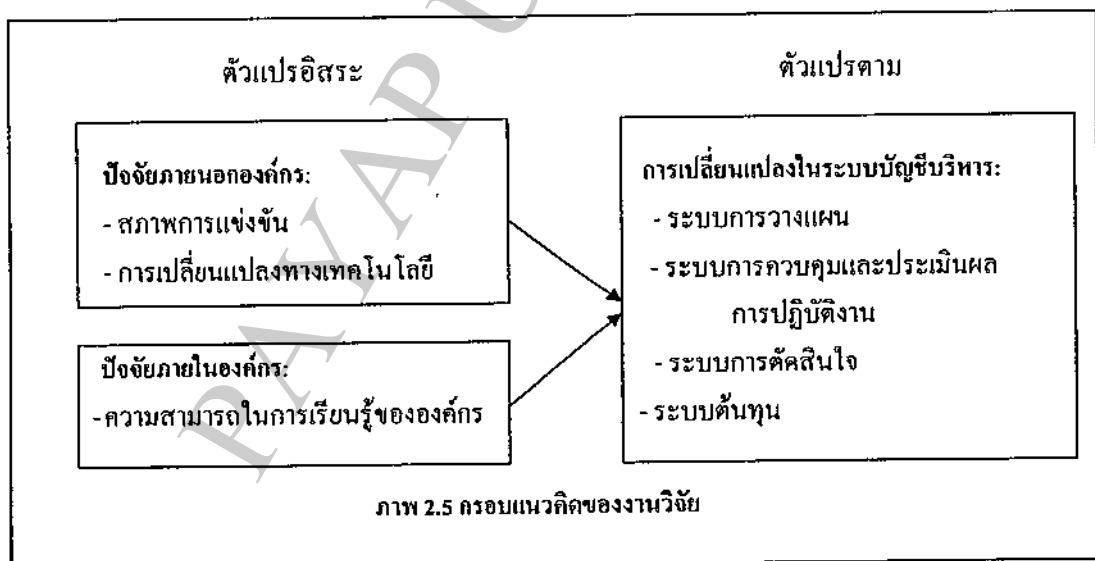 ตัวแปรอิสระ
ปัจจัยภายนอกองค์กร:
- สภาพการแข่งขัน
- การเปลี่ยนแปลงทางเทคโนโลยี
ปัจจัยภายในองค์กร:
- ความสามารถในการเรียนรู้ขององค์กร
ตัวแปรตาม
การเปลี่ยนแปลงในระบบบัญชีบริหาร:
- ระบบการวางแผน
- ระบบการควบคุมและประเมินผล
การปฏิบัติงาน
- ระบบการตัดสินใจ
- ระบบต้นทุน
ภาพ 2.5 กรอบแนวคิดของงานวิจัย
PAYAP U